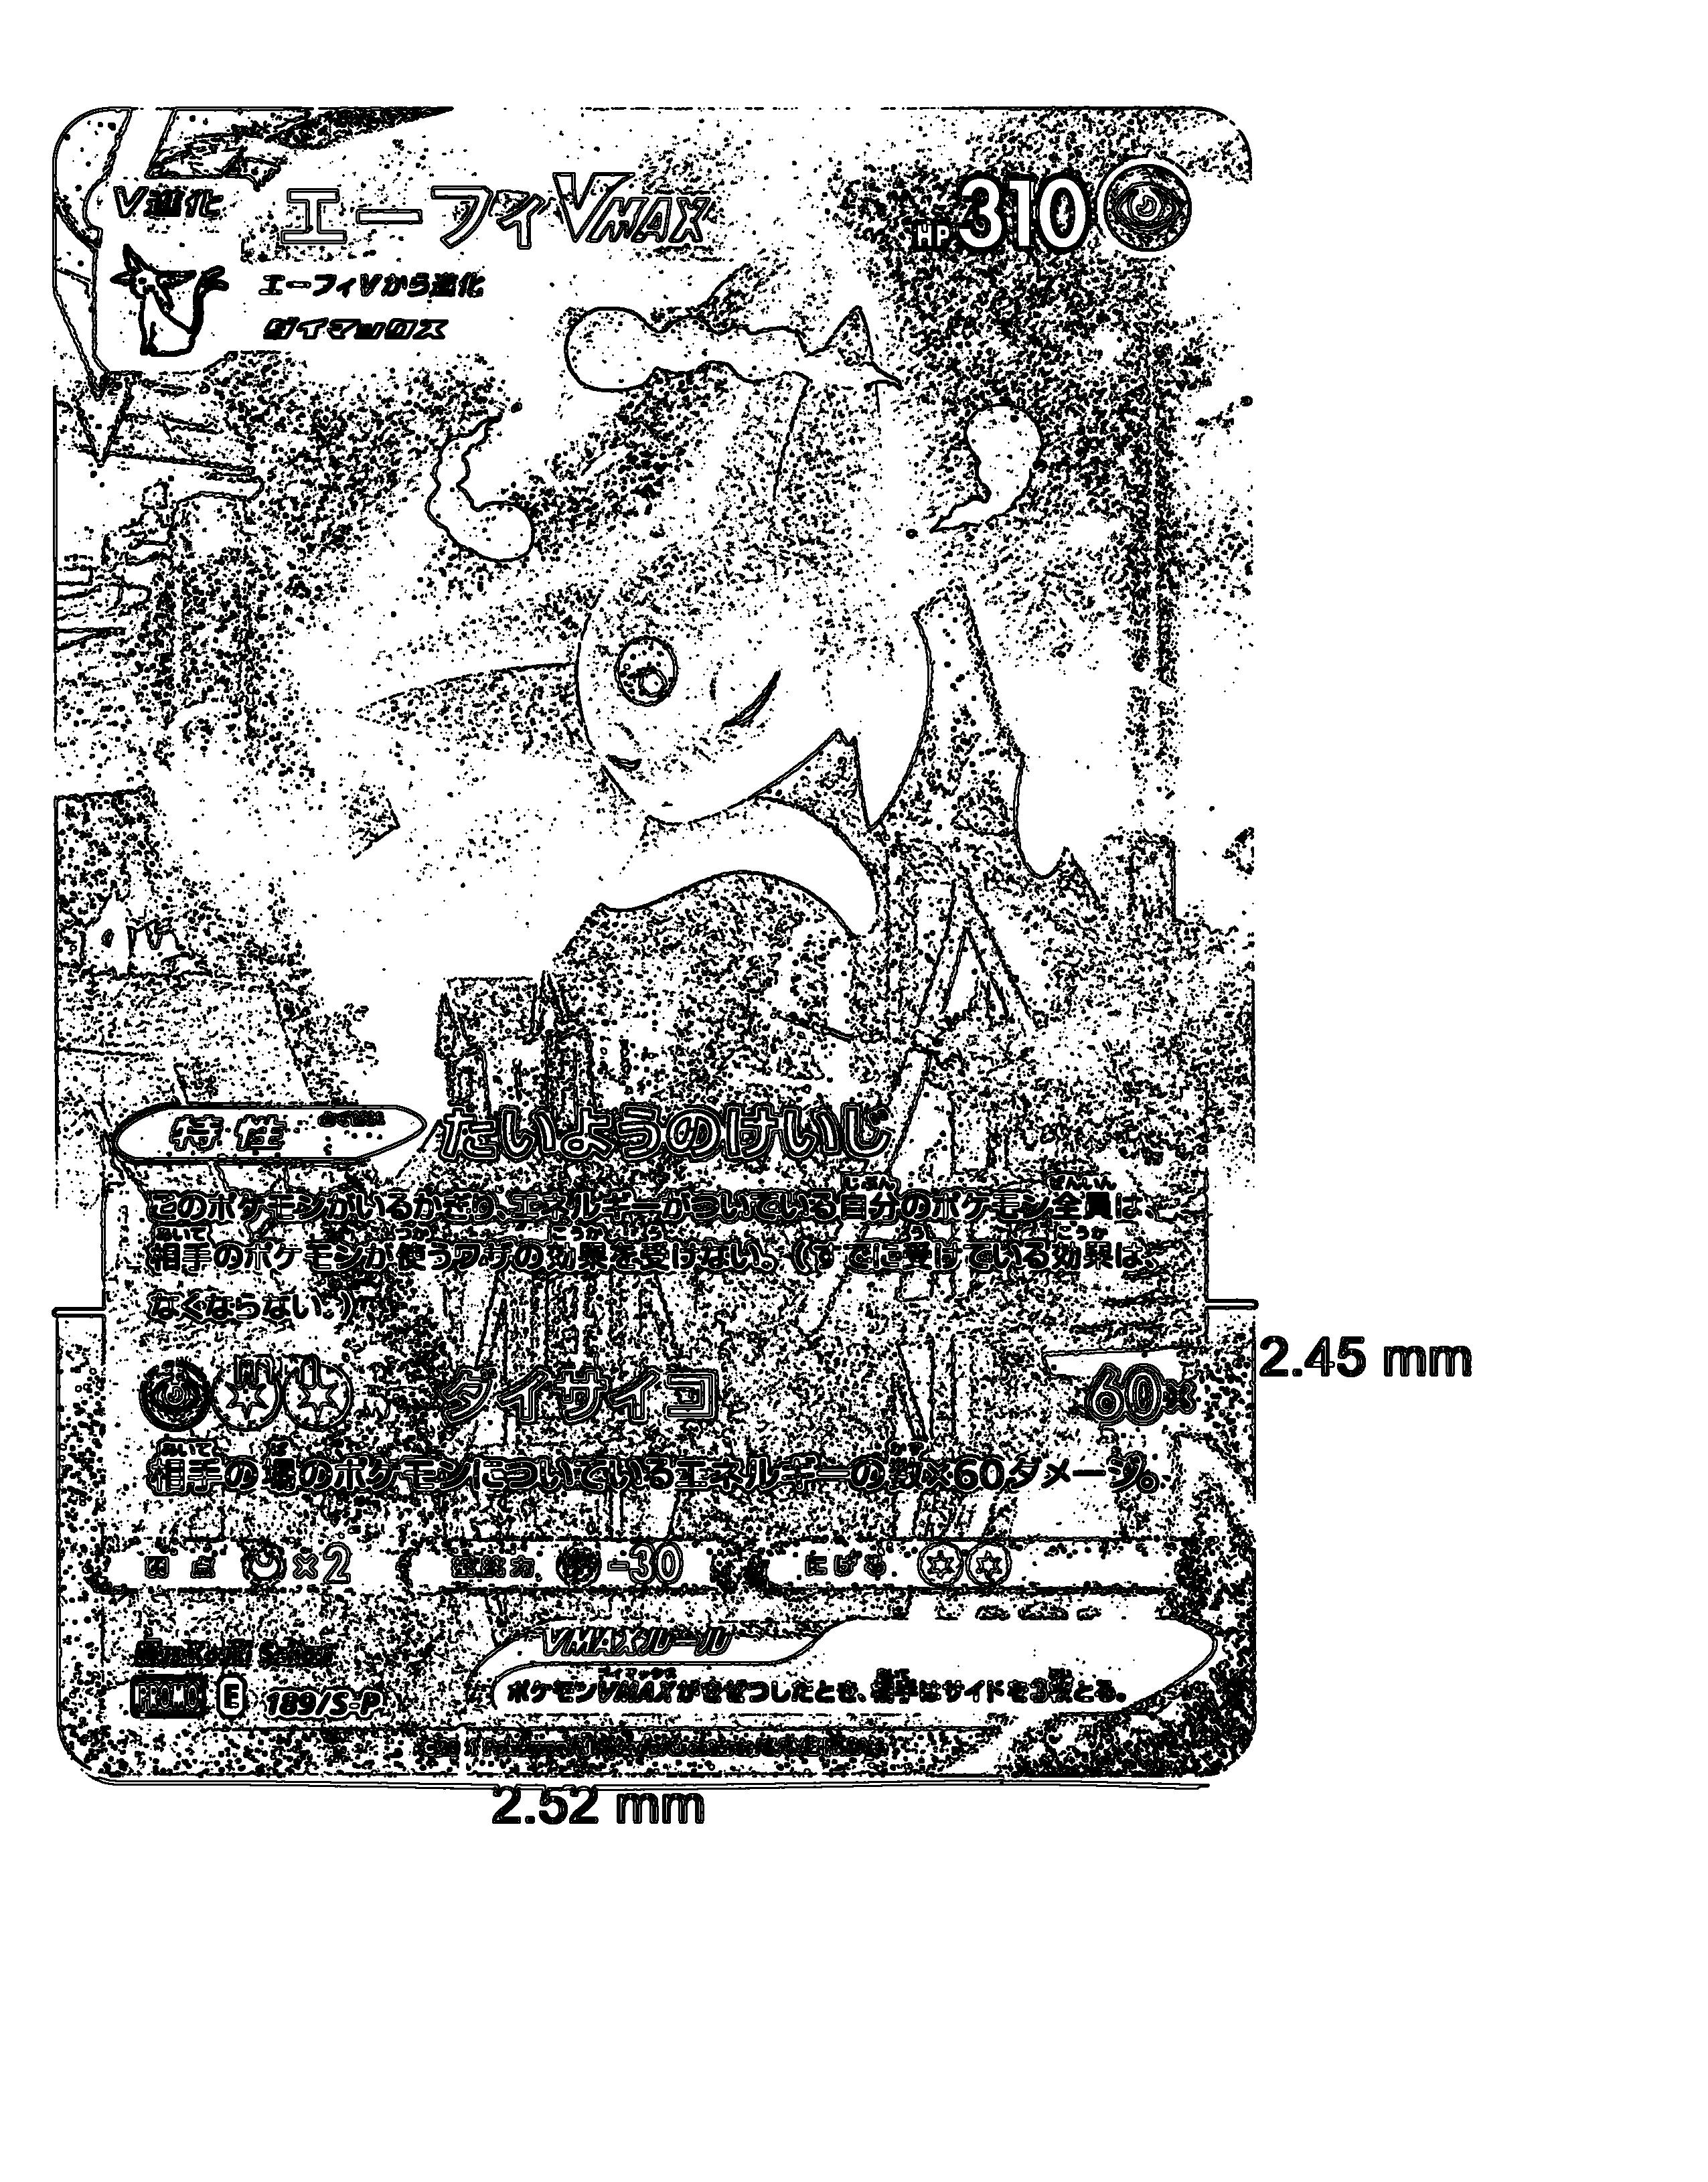 V進化 エーフィVMAX HP310
エーフィVから進化
ダイマックス
特性 たいようのけいじ
このポケモンがいるかぎり、エネルギーがついている自分のポケモン全員は、
相手のポケモンが使うワザの効果を受けない。(すでに受けている効果は、
なくならない。)
2.45 mm
ダイサイコ 60×
相手の場のポケモンについているエネルギーの数×60ダメージ。
弱点 ×2 抵抗力 -30 にげる
VMAXルール
PROMO E 189/S-P
ポケモンVMAXがきぜつしたとき、相手はサイドを3枚とる。
2.52 mm